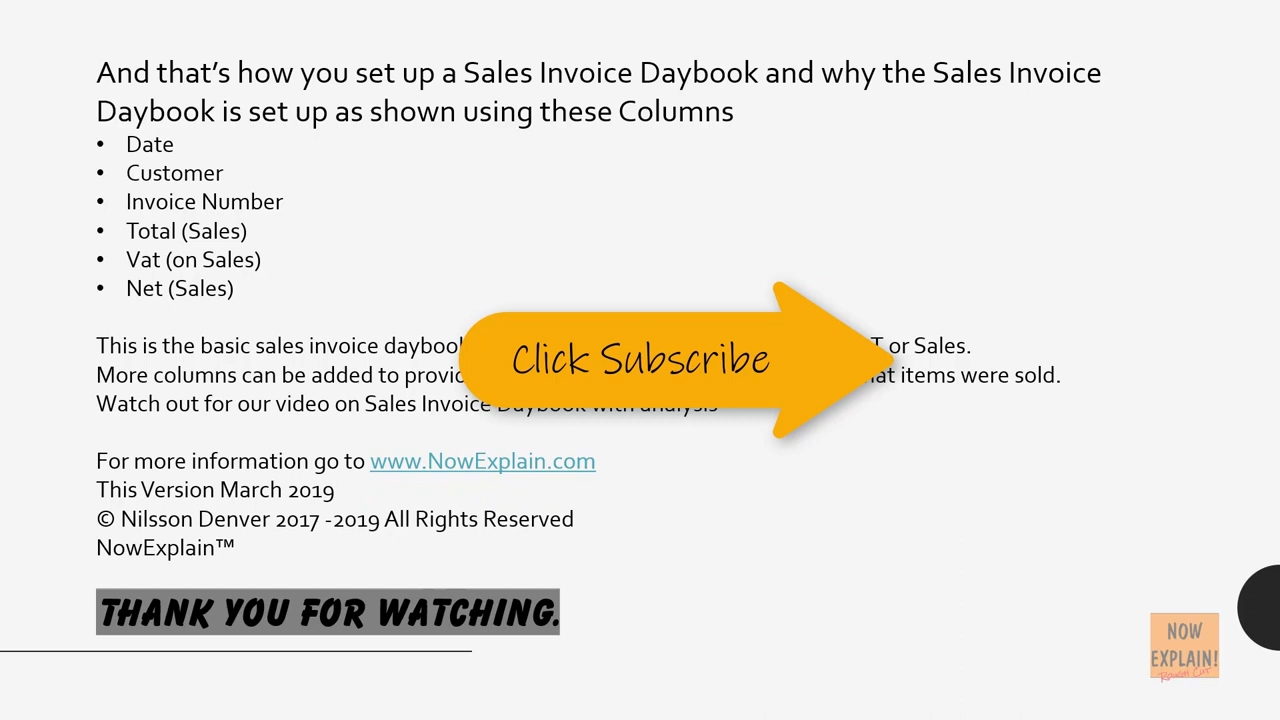 And that’s how you set up a Sales Invoice Daybook and why the Sales Invoice
Daybook is set up as shown using these Columns
• Date
• Customer
• Invoice Number
• Total (Sales)
• Vat (on Sales)
• Net (Sales)
This is the basic sales invoice or Sales.
More columns can be added to items were sold.
Click Subscribe
Watch out for our video on Sales Invoice Daybook with analysis
For more information go to www.NowExplain.com
This Version March 2019
© Nilsson Denver 2017 -2019 All Rights Reserved
NowExplain™
THANK YOU FOR WATCHING.
NOW
EXPLAIN!
ROUGH CUT